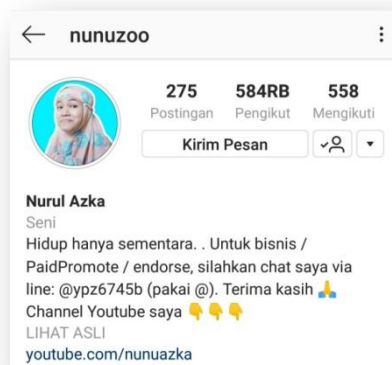 nunuzoo
275 584RB 558
Postingan Pengikut Mengikuti
Kirim Pesan
Nurul Azka
Seni
Hidup hanya sementara. . Untuk bisnis /
PaidPromote / endorse, silahkan chat saya via
line: @ypz6745b (pakai @). Terima kasih 🙏
Channel Youtube saya 👇👇👇
LIHAT ASLI
youtube.com/nunuazka